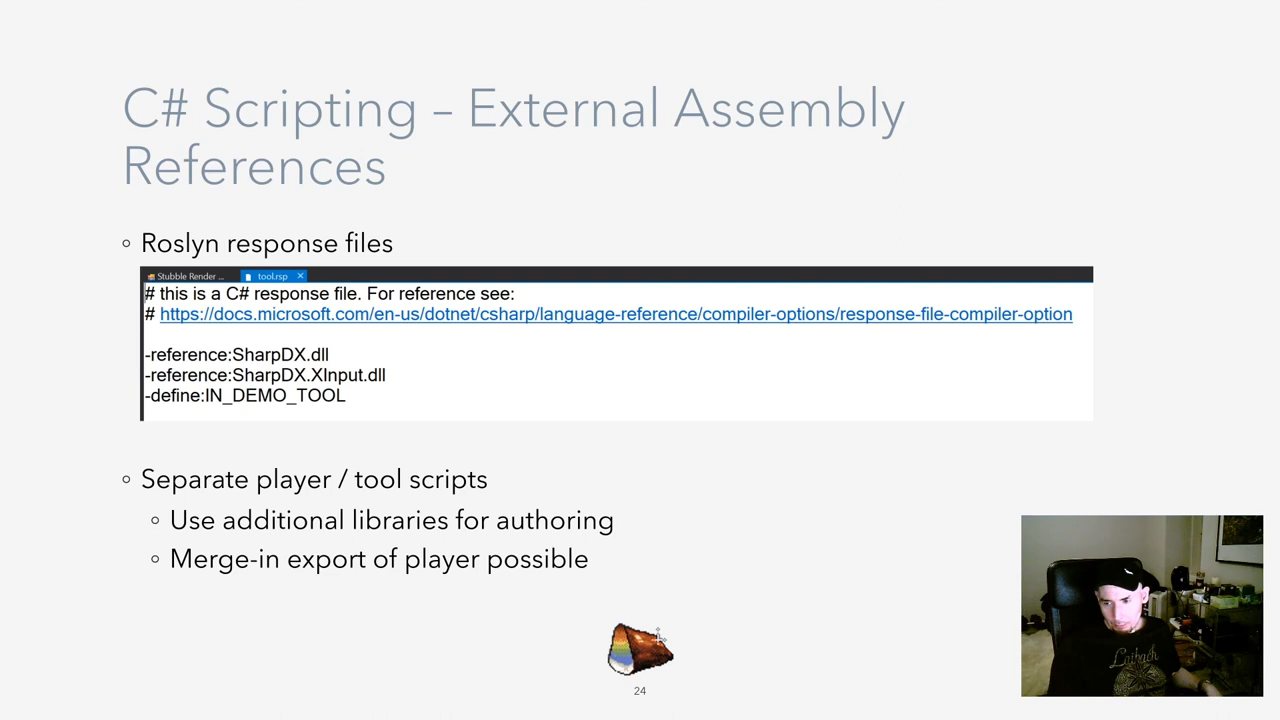 C# Scripting – External Assembly
References
◦ Roslyn response files
Stubble Render ... tool.rsp ✕
# this is a C# response file. For reference see:
# https://docs.microsoft.com/en-us/dotnet/csharp/language-reference/compiler-options/response-file-compiler-option
-reference:SharpDX.dll
-reference:SharpDX.XInput.dll
-define:IN_DEMO_TOOL
◦ Separate player / tool scripts
◦ Use additional libraries for authoring
◦ Merge-in export of player possible
Laibach
24